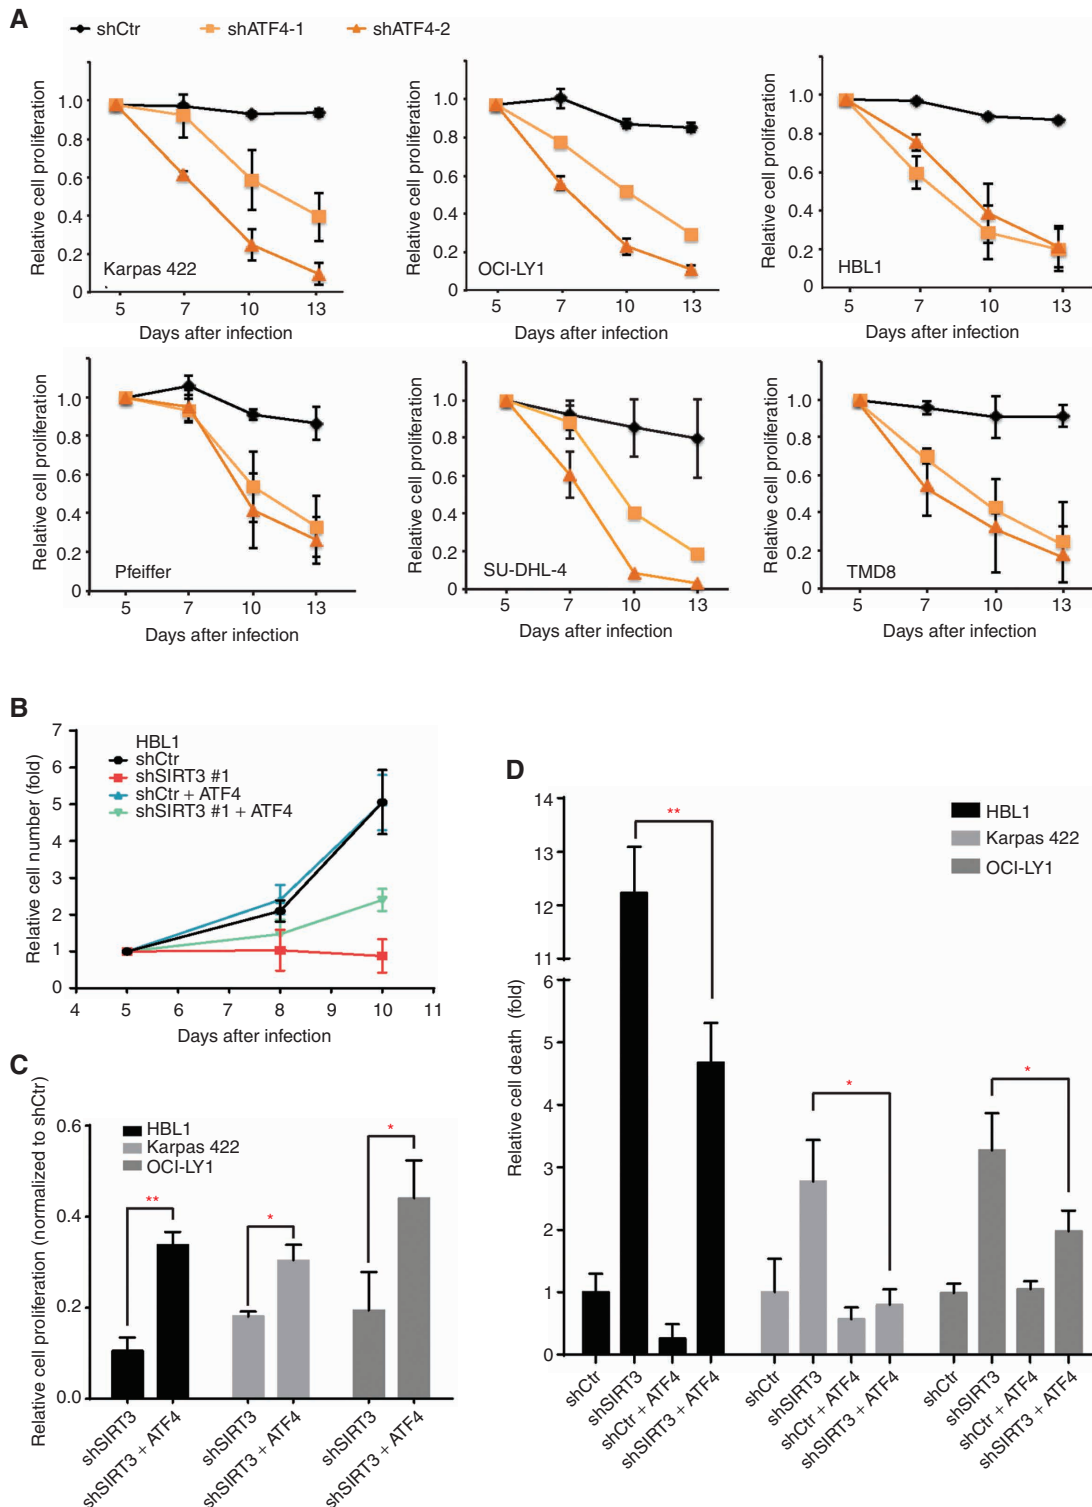 A
shCtr shATF4-1 shATF4-2
Relative cell proliferation
1.0
0.8
0.6
0.4
0.2
0
Karpas 422
5 7 10 13
Days after infection
Relative cell proliferation
1.0
0.8
0.6
0.4
0.2
0
OCI-LY1
5 7 10 13
Days after infection
Relative cell proliferation
1.0
0.8
0.6
0.4
0.2
0
HBL1
5 7 10 13
Days after infection
Relative cell proliferation
1.0
0.8
0.6
0.4
0.2
0
Pfeiffer
5 7 10 13
Days after infection
Relative cell proliferation
1.0
0.8
0.6
0.4
0.2
0
SU-DHL-4
5 7 10 13
Days after infection
Relative cell proliferation
1.0
0.8
0.6
0.4
0.2
0
TMD8
5 7 10 13
Days after infection
B
Relative cell number (fold)
7
6
5
4
3
2
1
0
HBL1
shCtr
shSIRT3 #1
shCtr + ATF4
shSIRT3 #1 + ATF4
4 5 6 7 8 9 10 11
Days after infection
C
Relative cell proliferation (normalized to shCtr)
0.6
0.4
0.2
0.0
HBL1
Karpas 422
OCI-LY1
** * *
shSIRT3
shSIRT3 + ATF4
shSIRT3
shSIRT3 + ATF4
shSIRT3
shSIRT3 + ATF4
D
Relative cell death (fold)
14
13
12
11
6
5
4
3
2
1
0
HBL1
Karpas 422
OCI-LY1
** * *
shCtr
shSIRT3
shCtr + ATF4
shSIRT3 + ATF4
shCtr
shSIRT3
shCtr + ATF4
shSIRT3 + ATF4
shCtr
shSIRT3
shCtr + ATF4
shSIRT3 + ATF4